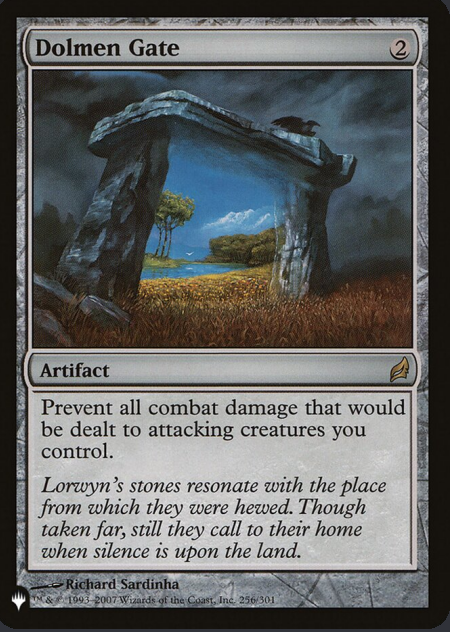 Dolmen Gate 2
Artifact
Prevent all combat damage that would
be dealt to attacking creatures you
control.
Lorwyn's stones resonate with the place
from which they were hewed. Though
taken far, still they call to their home
when silence is upon the land.
Richard Sardinha
™ & © 1993–2007 Wizards of the Coast, Inc. 256/301